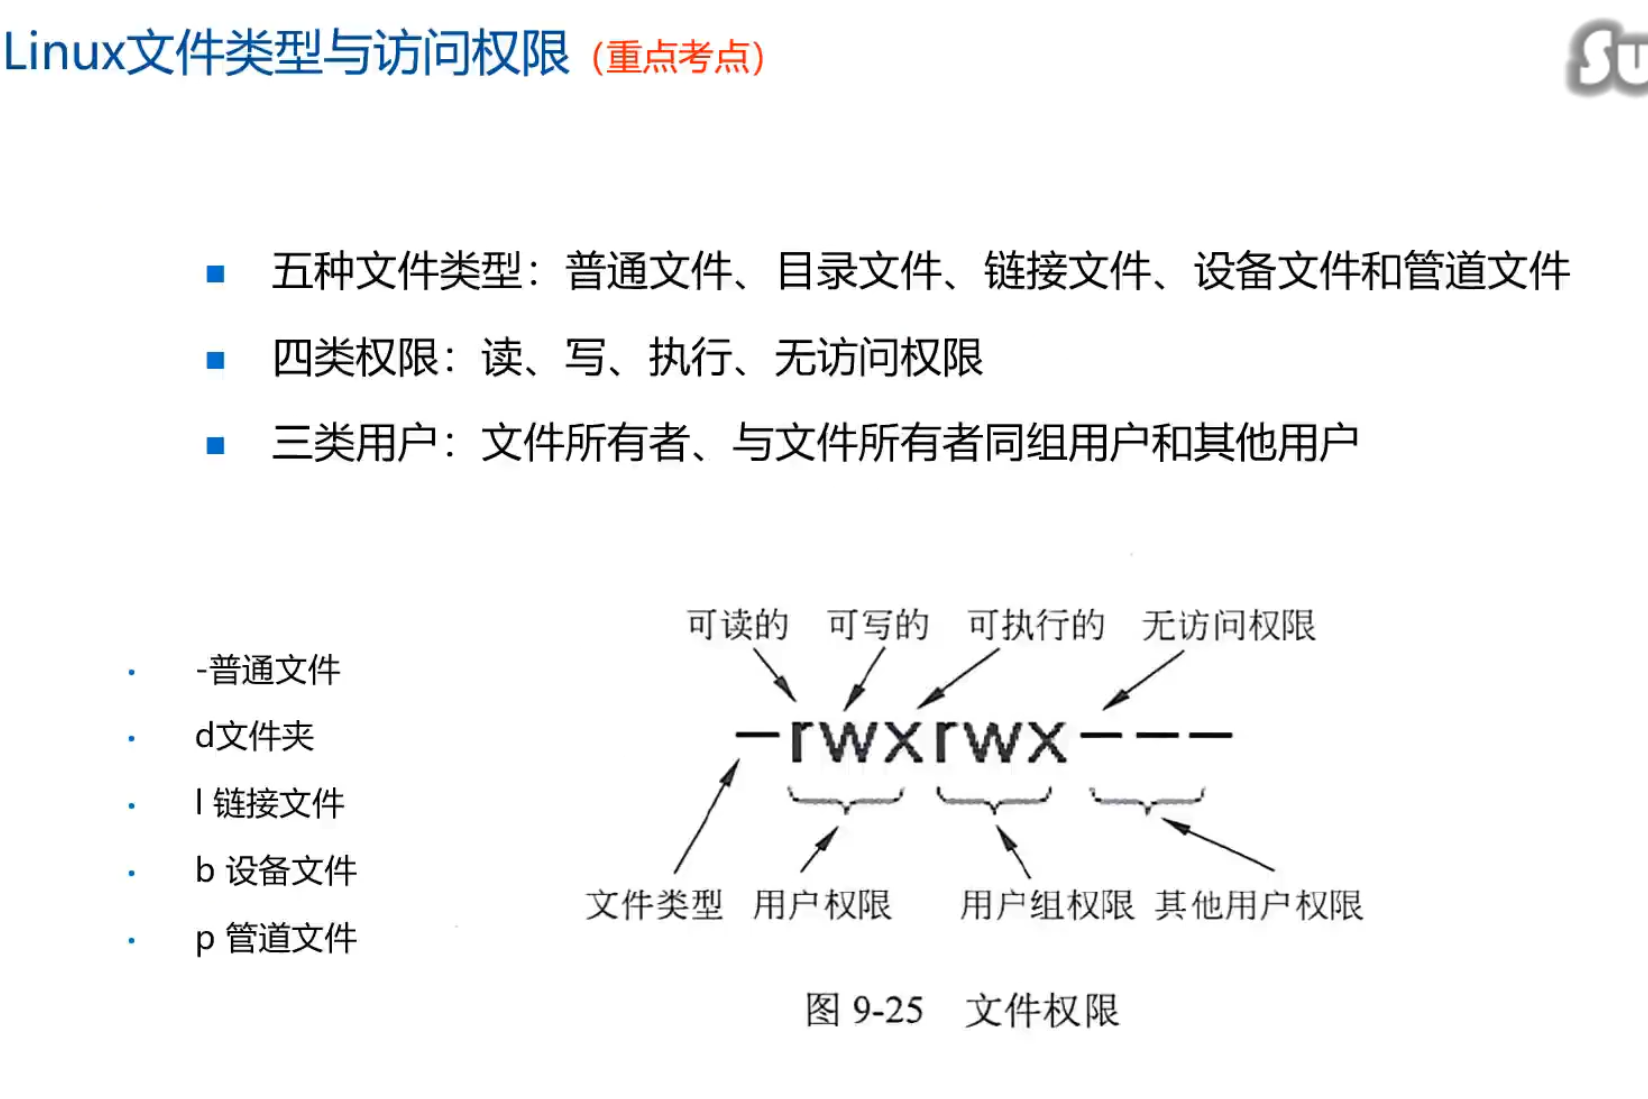 Linux文件类型与访问权限（重点考点）
Su
五种文件类型：普通文件、目录文件、链接文件、设备文件和管道文件
四类权限：读、写、执行、无访问权限
三类用户：文件所有者、与文件所有者同组用户和其他用户
-普通文件
d文件夹
l 链接文件
b 设备文件
p 管道文件
可读的 可写的 可执行的 无访问权限
-rwxrwx---
文件类型 用户权限 用户组权限 其他用户权限
图 9-25 文件权限